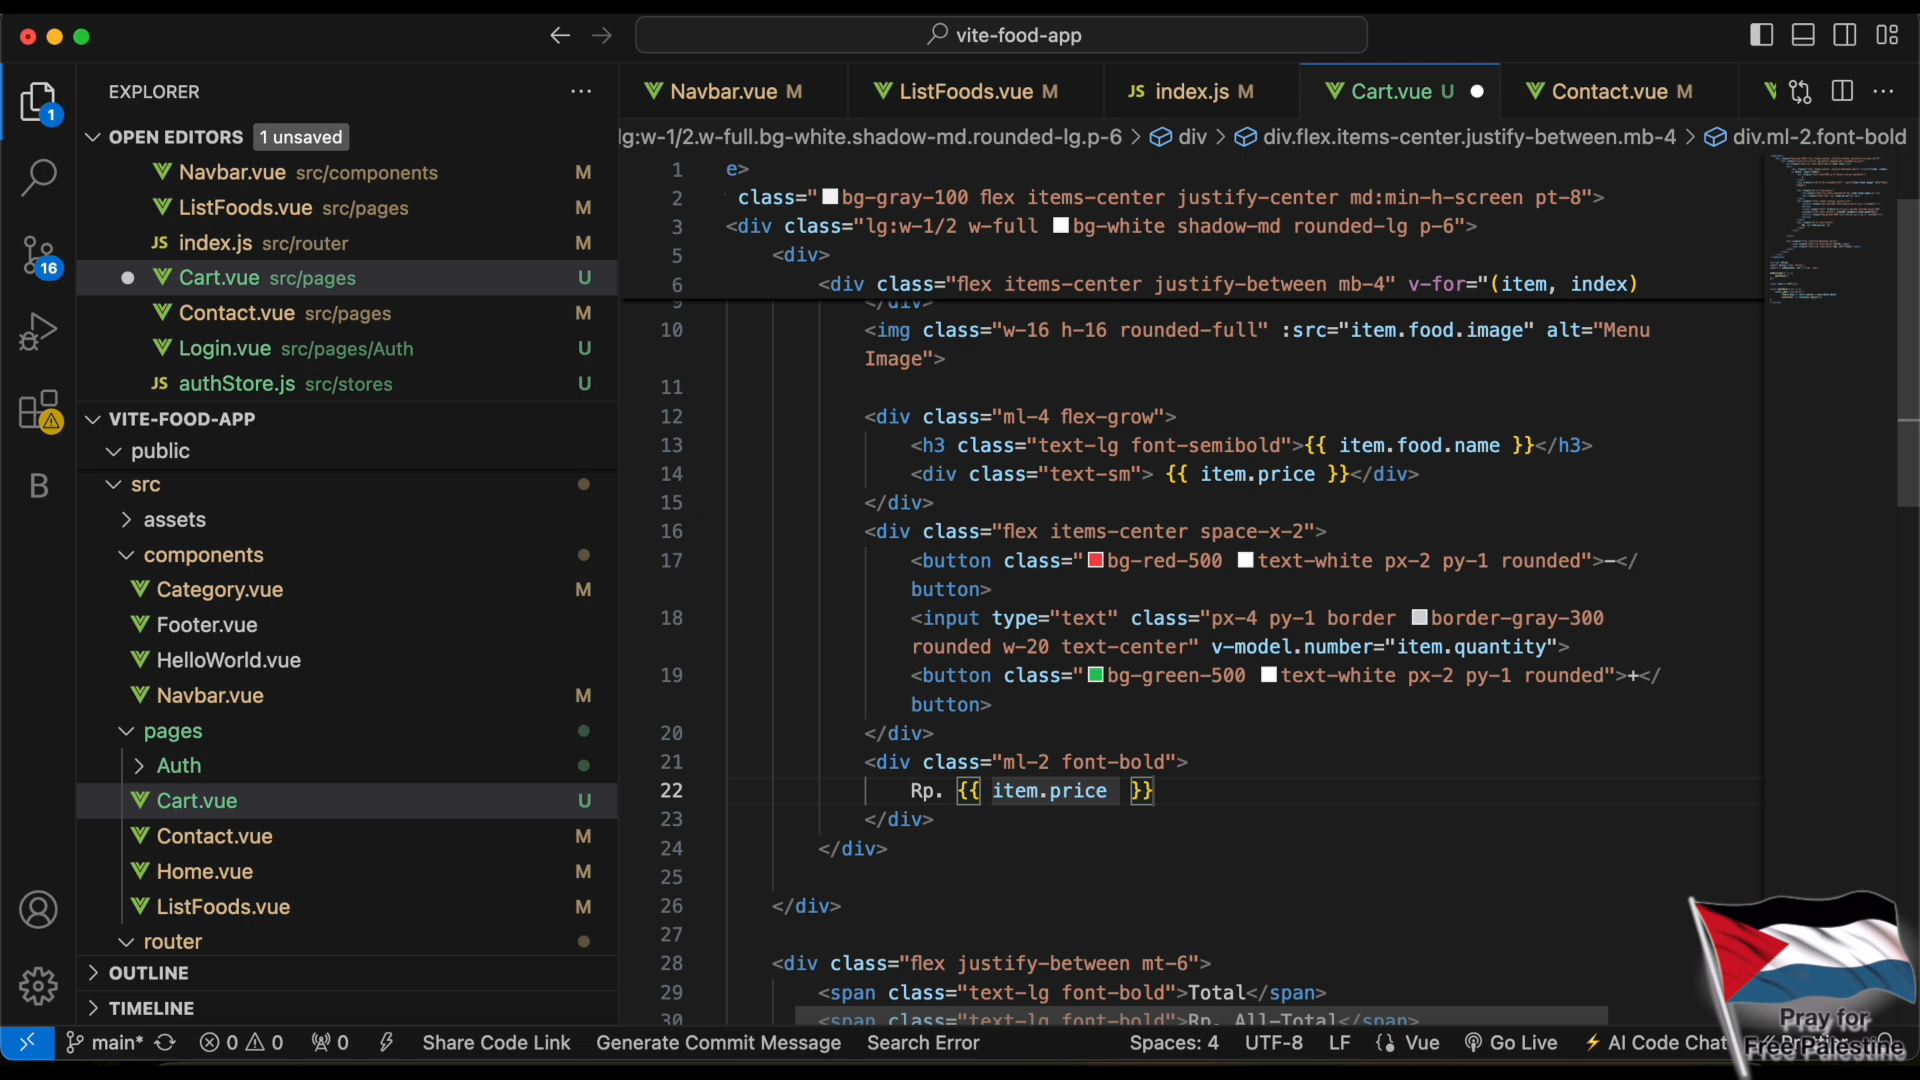 vite-food-app
EXPLORER
Navbar.vue M
ListFoods.vue M
JS index.js M
Cart.vue U
Contact.vue M
OPEN EDITORS 1 unsaved
lg:w-1/2.w-full.bg-white.shadow-md.rounded-lg.p-6 > div > div.flex.items-center.justify-between.mb-4 > div.ml-2.font-bold
Navbar.vue src/components M
ListFoods.vue src/pages M
JS index.js src/router M
Cart.vue src/pages U
Contact.vue src/pages M
Login.vue src/pages/Auth U
JS authStore.js src/stores U
VITE-FOOD-APP
public
src
assets
components
Category.vue M
Footer.vue
HelloWorld.vue
Navbar.vue M
pages
Auth
Cart.vue U
Contact.vue M
Home.vue M
ListFoods.vue M
router
OUTLINE
TIMELINE
1
16
B
1 e>
2 class="bg-gray-100 flex items-center justify-center md:min-h-screen pt-8">
3 <div class="lg:w-1/2 w-full bg-white shadow-md rounded-lg p-6">
5 <div>
6 <div class="flex items-center justify-between mb-4" v-for="(item, index)
9 </div>
10 <img class="w-16 h-16 rounded-full" :src="item.food.image" alt="Menu
Image">
11
12 <div class="ml-4 flex-grow">
13 <h3 class="text-lg font-semibold">{{ item.food.name }}</h3>
14 <div class="text-sm"> {{ item.price }}</div>
15 </div>
16 <div class="flex items-center space-x-2">
17 <button class="bg-red-500 text-white px-2 py-1 rounded">-</
button>
18 <input type="text" class="px-4 py-1 border border-gray-300
rounded w-20 text-center" v-model.number="item.quantity">
19 <button class="bg-green-500 text-white px-2 py-1 rounded">+</
button>
20 </div>
21 <div class="ml-2 font-bold">
22 Rp. {{ item.price }}
23 </div>
24 </div>
25
26 </div>
27
28 <div class="flex justify-between mt-6">
29 <span class="text-lg font-bold">Total</span>
30 <span class="text-lg font-bold">Rp. All-Total</span>
main* 0 0 0 Share Code Link Generate Commit Message Search Error Spaces: 4 UTF-8 LF Vue Go Live AI Code Chat
Pray for
Free Palestine